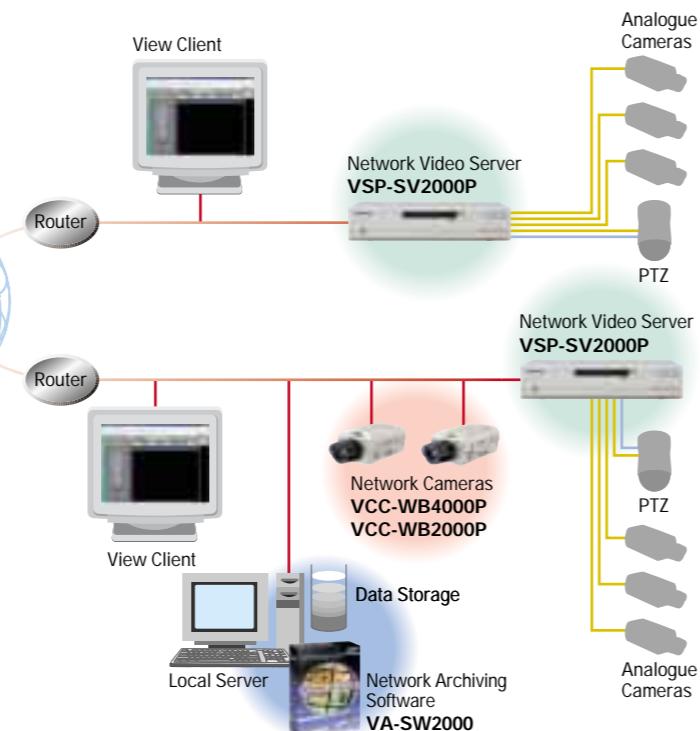 Analogue
Cameras
View Client
Network Video Server
VSP-SV2000P
Router
PTZ
Network Video Server
VSP-SV2000P
Router
Network Cameras
VCC-WB4000P
VCC-WB2000P
PTZ
View Client
Data Storage
Local Server
Network Archiving
Software
VA-SW2000
Analogue
Cameras